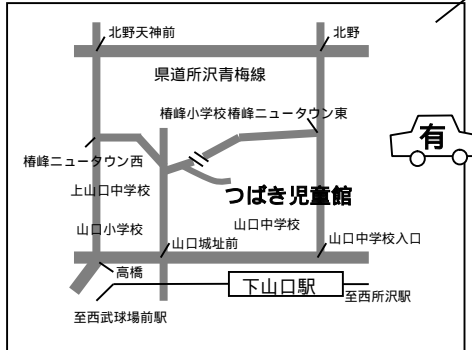 北野天神前
北野
県道所沢青梅線
椿峰小学校
椿峰ニュータウン東
有
椿峰ニュータウン西
上山口中学校
つばき児童館
山口小学校
山口中学校
山口城址前
山口中学校入口
高橋
下山口駅
至西所沢駅
至西武球場前駅